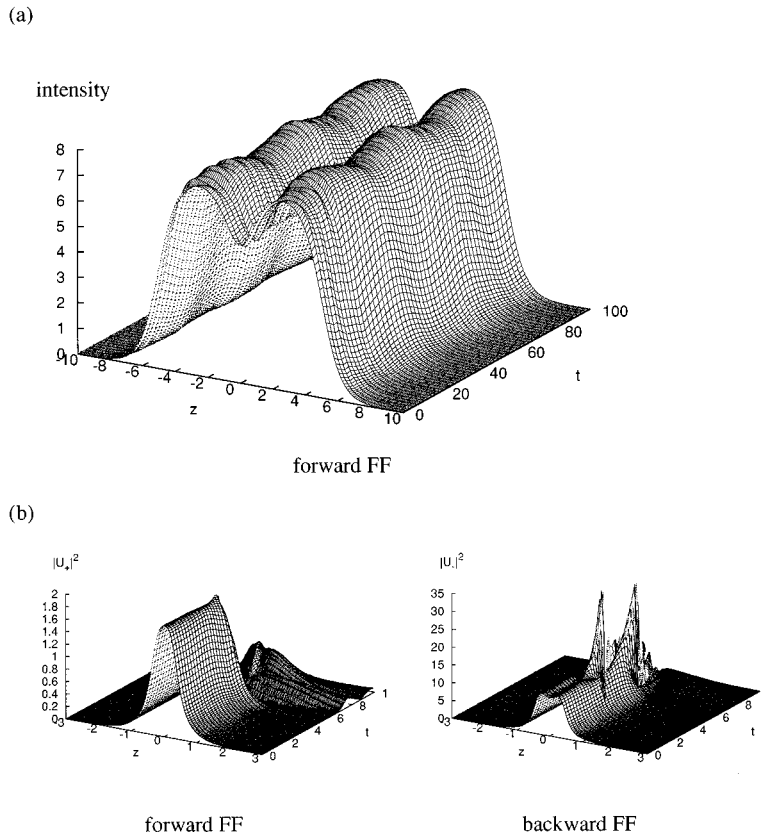 (a)
intensity
8
7
6
5
4
3
2
1
0
-10 -8 -6 -4 -2 0 2 4 6 8 10
z
0 20 40 60 80 100
t
forward FF
(b)
|U₊|²
2
1.8
1.6
1.4
1.2
1
0.8
0.6
0.4
0.2
0
-3 -2 -1 0 1 2 3
z
0 2 4 6 8 1
t
forward FF
|U₋|²
35
30
25
20
15
10
5
0
-3 -2 -1 0 1 2 3
z
0 2 4 6 8
t
backward FF